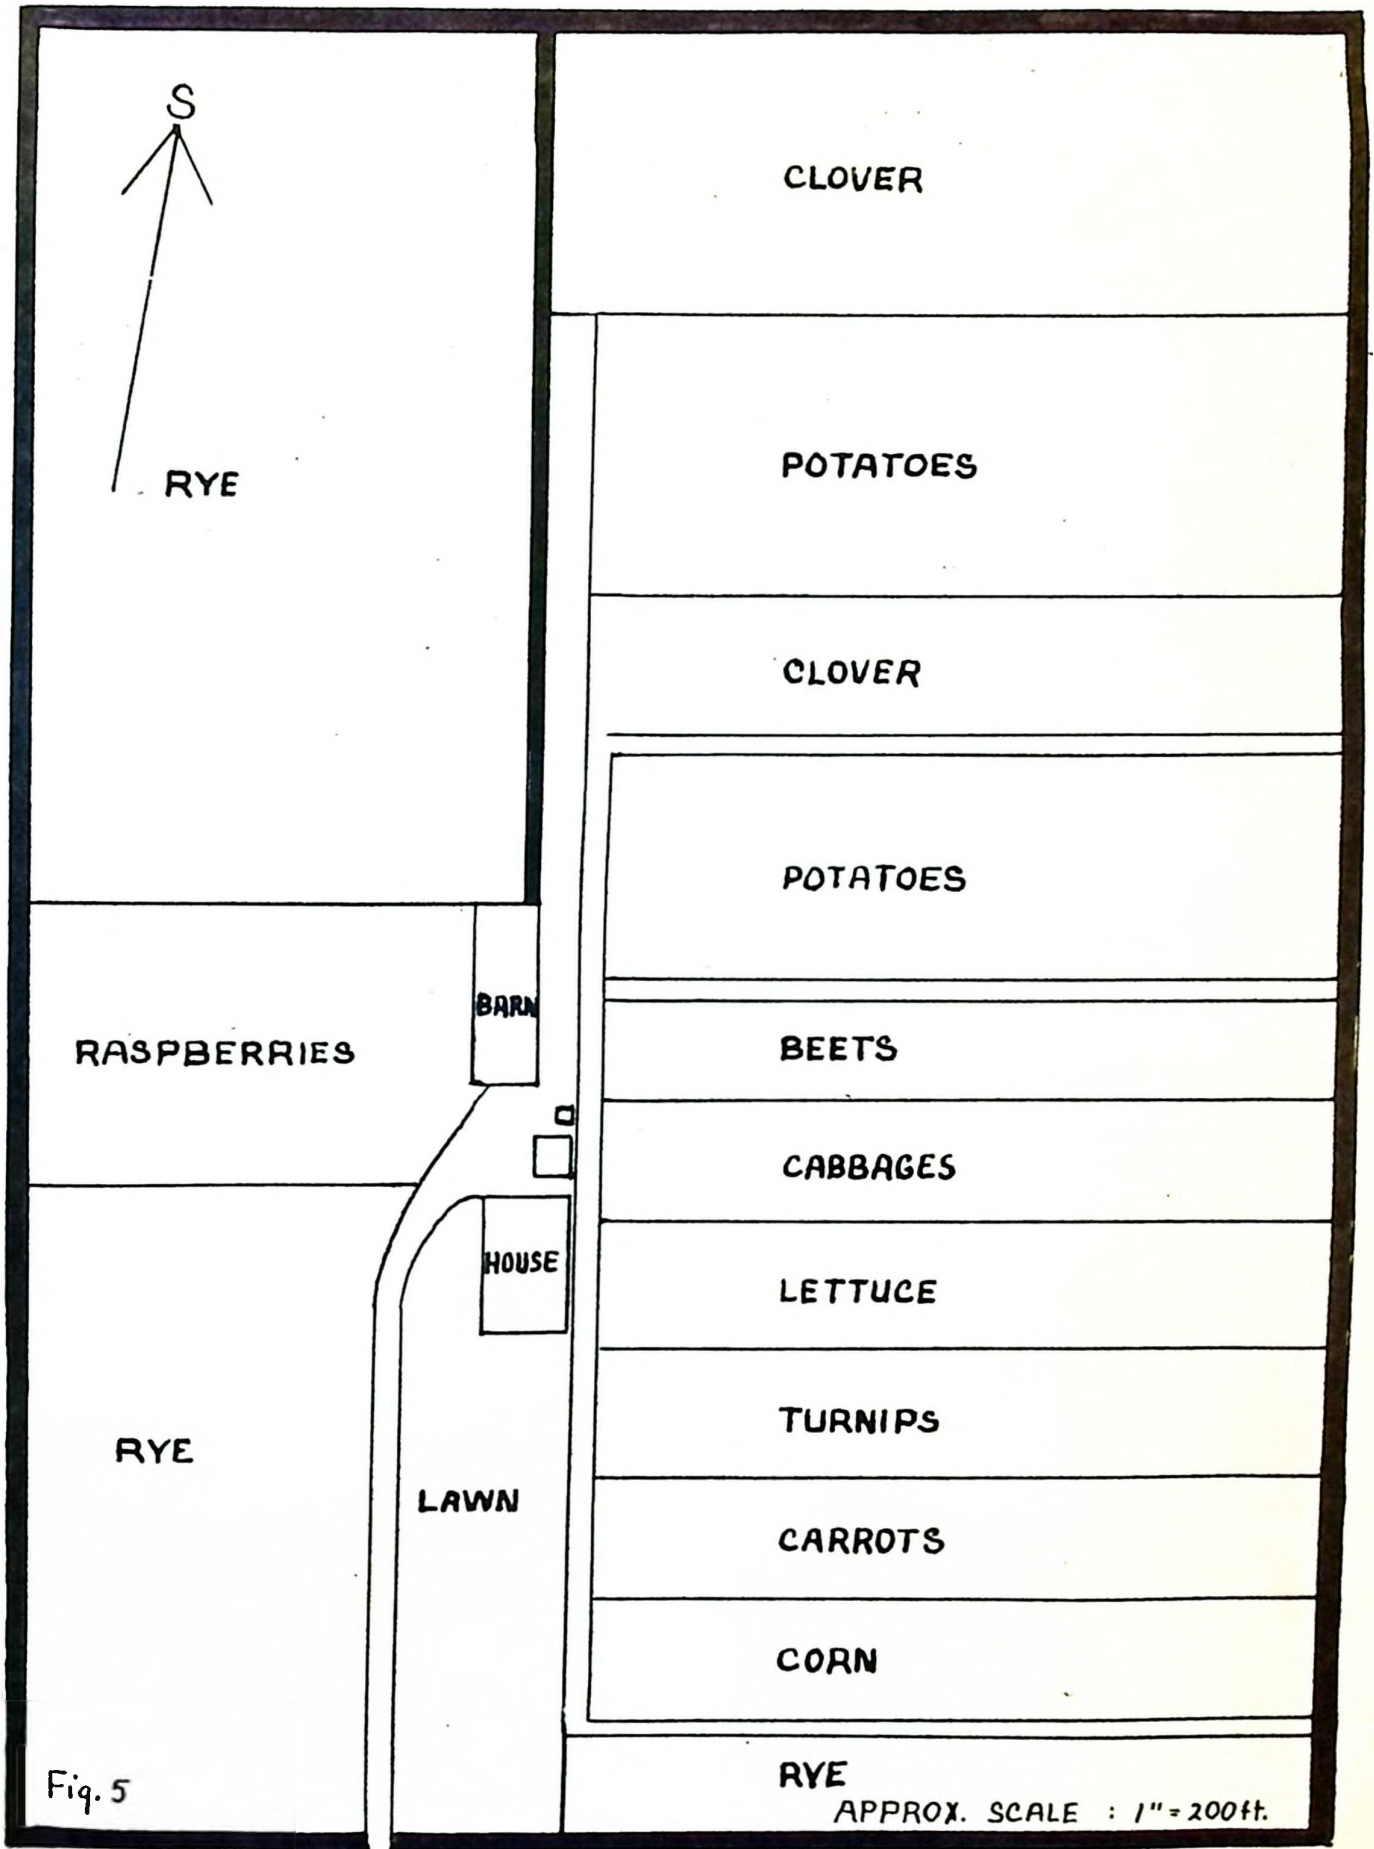 S
CLOVER
POTATOES
RYE
CLOVER
POTATOES
BARN
RASPBERRIES
BEETS
CABBAGES
HOUSE
LETTUCE
TURNIPS
RYE
LAWN
CARROTS
CORN
RYE
Fig. 5
APPROX. SCALE : 1" = 200ft.